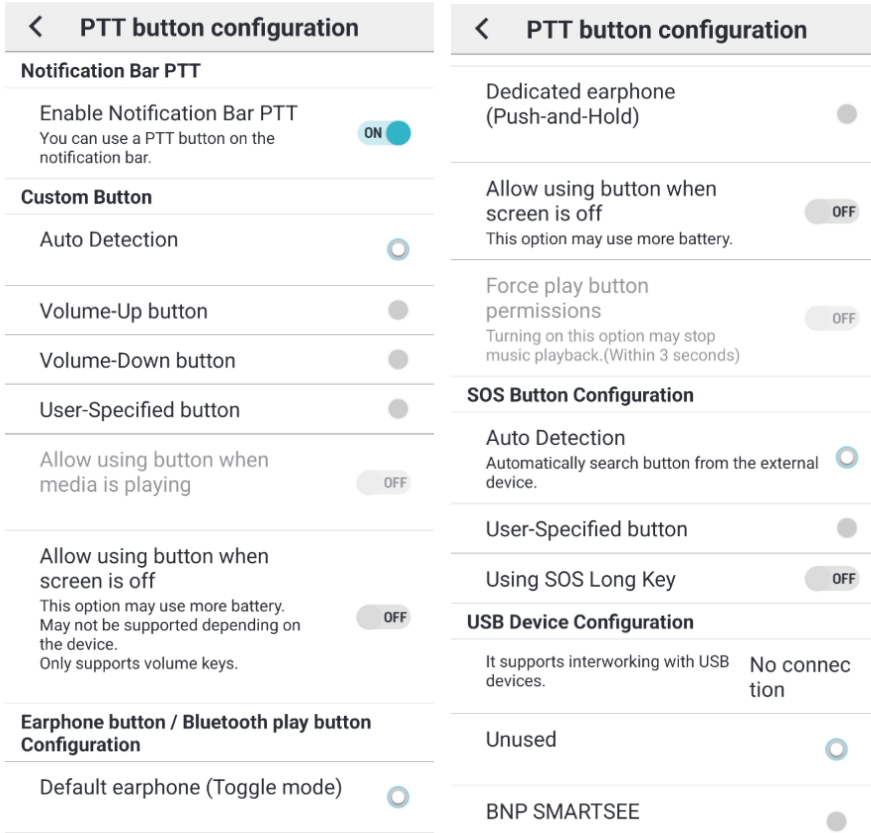 PTT button configuration
Notification Bar PTT
Enable Notification Bar PTT
You can use a PTT button on the
notification bar.
ON
Custom Button
Auto Detection
Volume-Up button
Volume-Down button
User-Specified button
Allow using button when
media is playing
OFF
Allow using button when
screen is off
This option may use more battery.
May not be supported depending on
the device.
Only supports volume keys.
OFF
Earphone button / Bluetooth play button
Configuration
Default earphone (Toggle mode)
PTT button configuration
Dedicated earphone
(Push-and-Hold)
Allow using button when
screen is off
This option may use more battery.
OFF
Force play button
permissions
Turning on this option may stop
music playback.(Within 3 seconds)
OFF
SOS Button Configuration
Auto Detection
Automatically search button from the external
device.
User-Specified button
Using SOS Long Key
OFF
USB Device Configuration
It supports interworking with USB
devices.
No connec
tion
Unused
BNP SMARTSEE